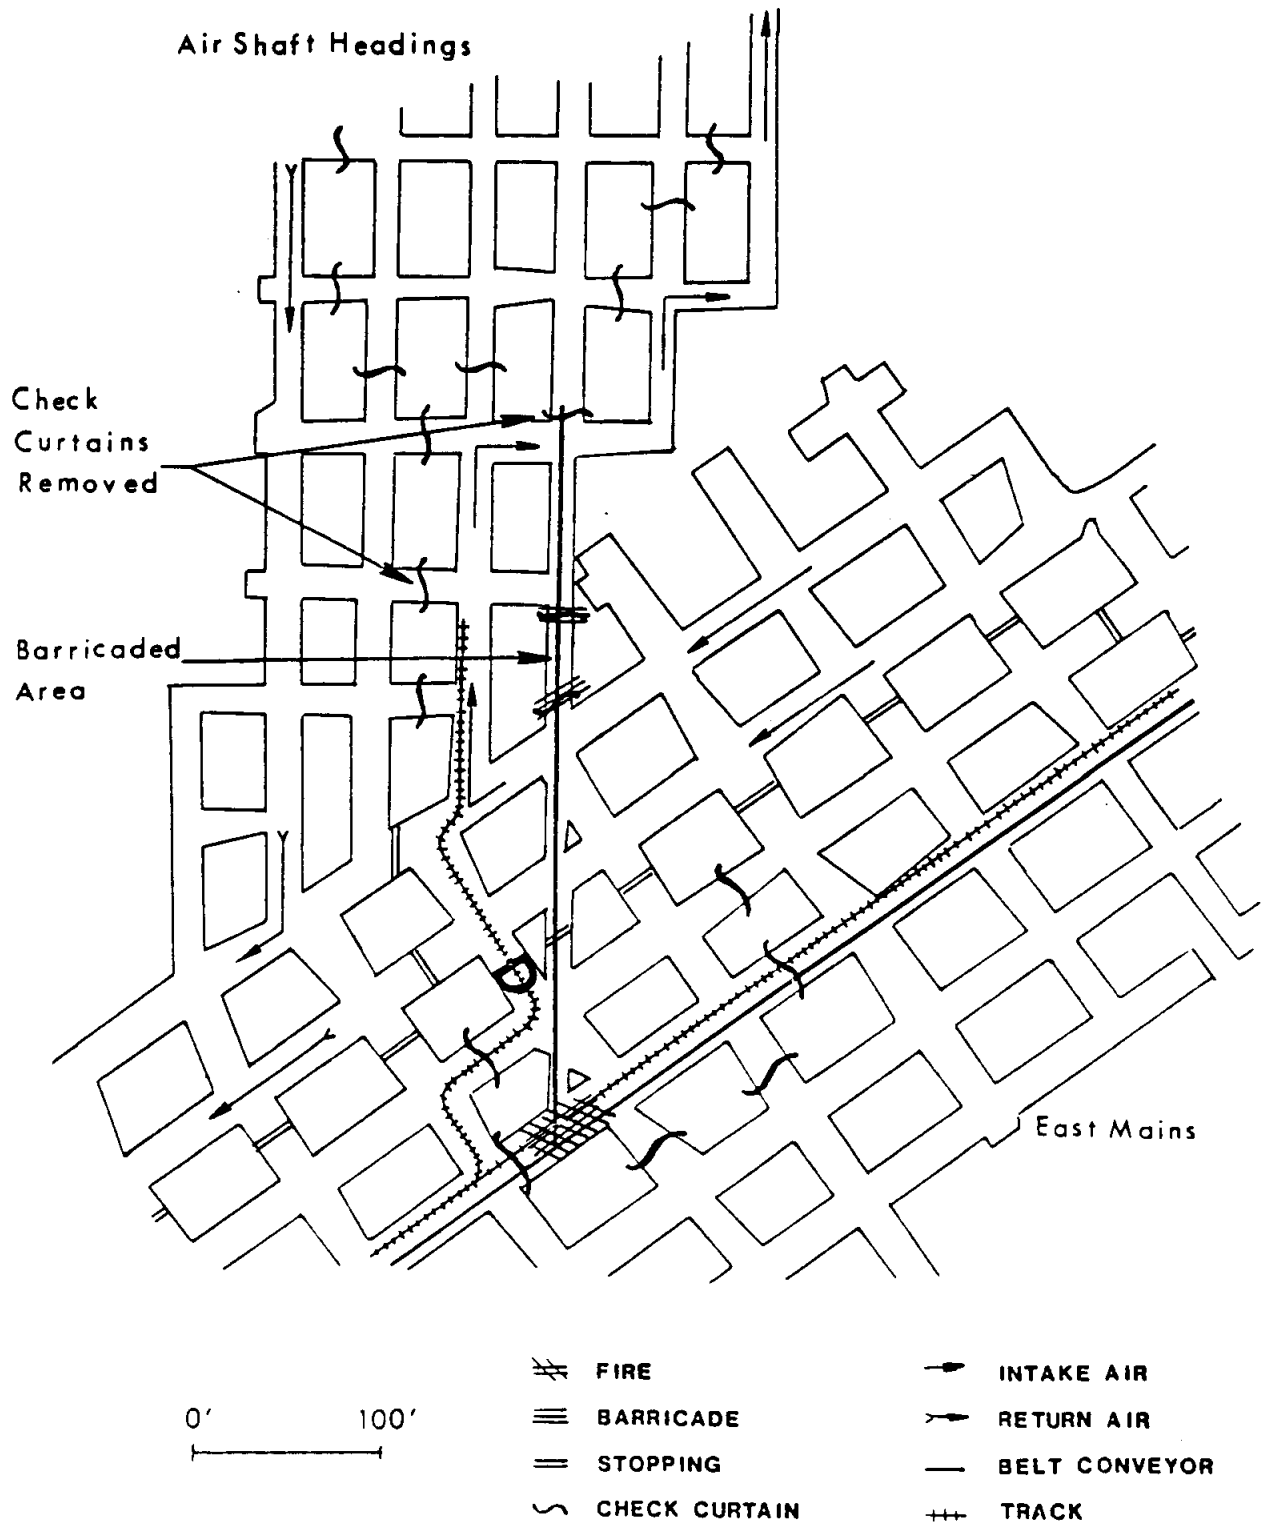 Air Shaft Headings
Check
Curtains
Removed
Barricaded
Area
D
East Mains
0' 100'
FIRE
BARRICADE
STOPPING
CHECK CURTAIN
INTAKE AIR
RETURN AIR
BELT CONVEYOR
TRACK